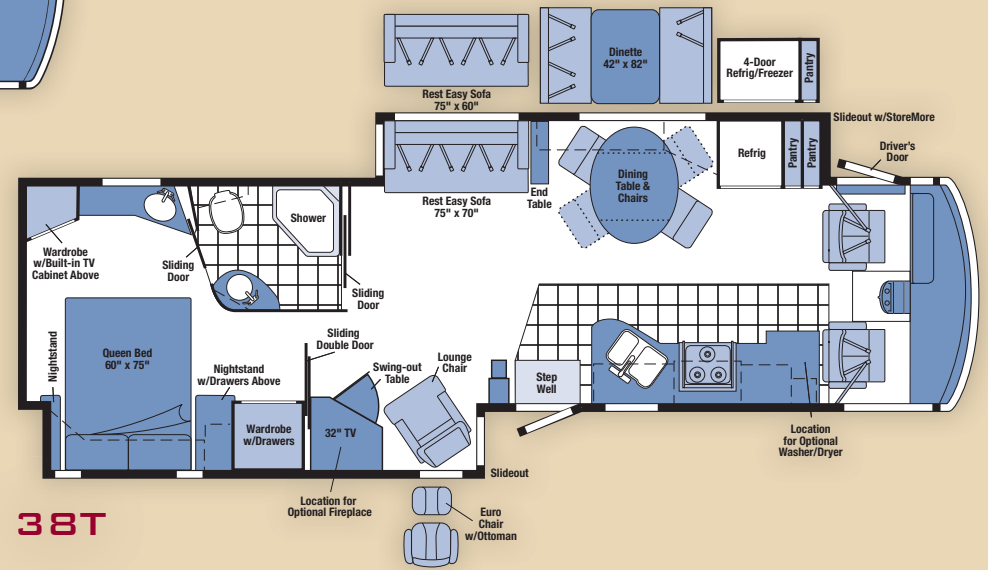 Rest Easy Sofa
75" x 60"
Dinette
42" x 82"
4-Door
Refrig/Freezer
Pantry
Slideout w/StoreMore
Driver's
Door
Rest Easy Sofa
75" x 70"
End
Table
Dining
Table &
Chairs
Refrig
Pantry
Pantry
Wardrobe
w/Built-in TV
Cabinet Above
Sliding
Door
Shower
Sliding
Door
Nightstand
Queen Bed
60" x 75"
Nightstand
w/Drawers Above
Wardrobe
w/Drawers
Sliding
Double Door
Swing-out
Table
Lounge
Chair
32" TV
Step
Well
Location
for Optional
Washer/Dryer
Slideout
Location for
Optional Fireplace
Euro
Chair
w/Ottoman
38T